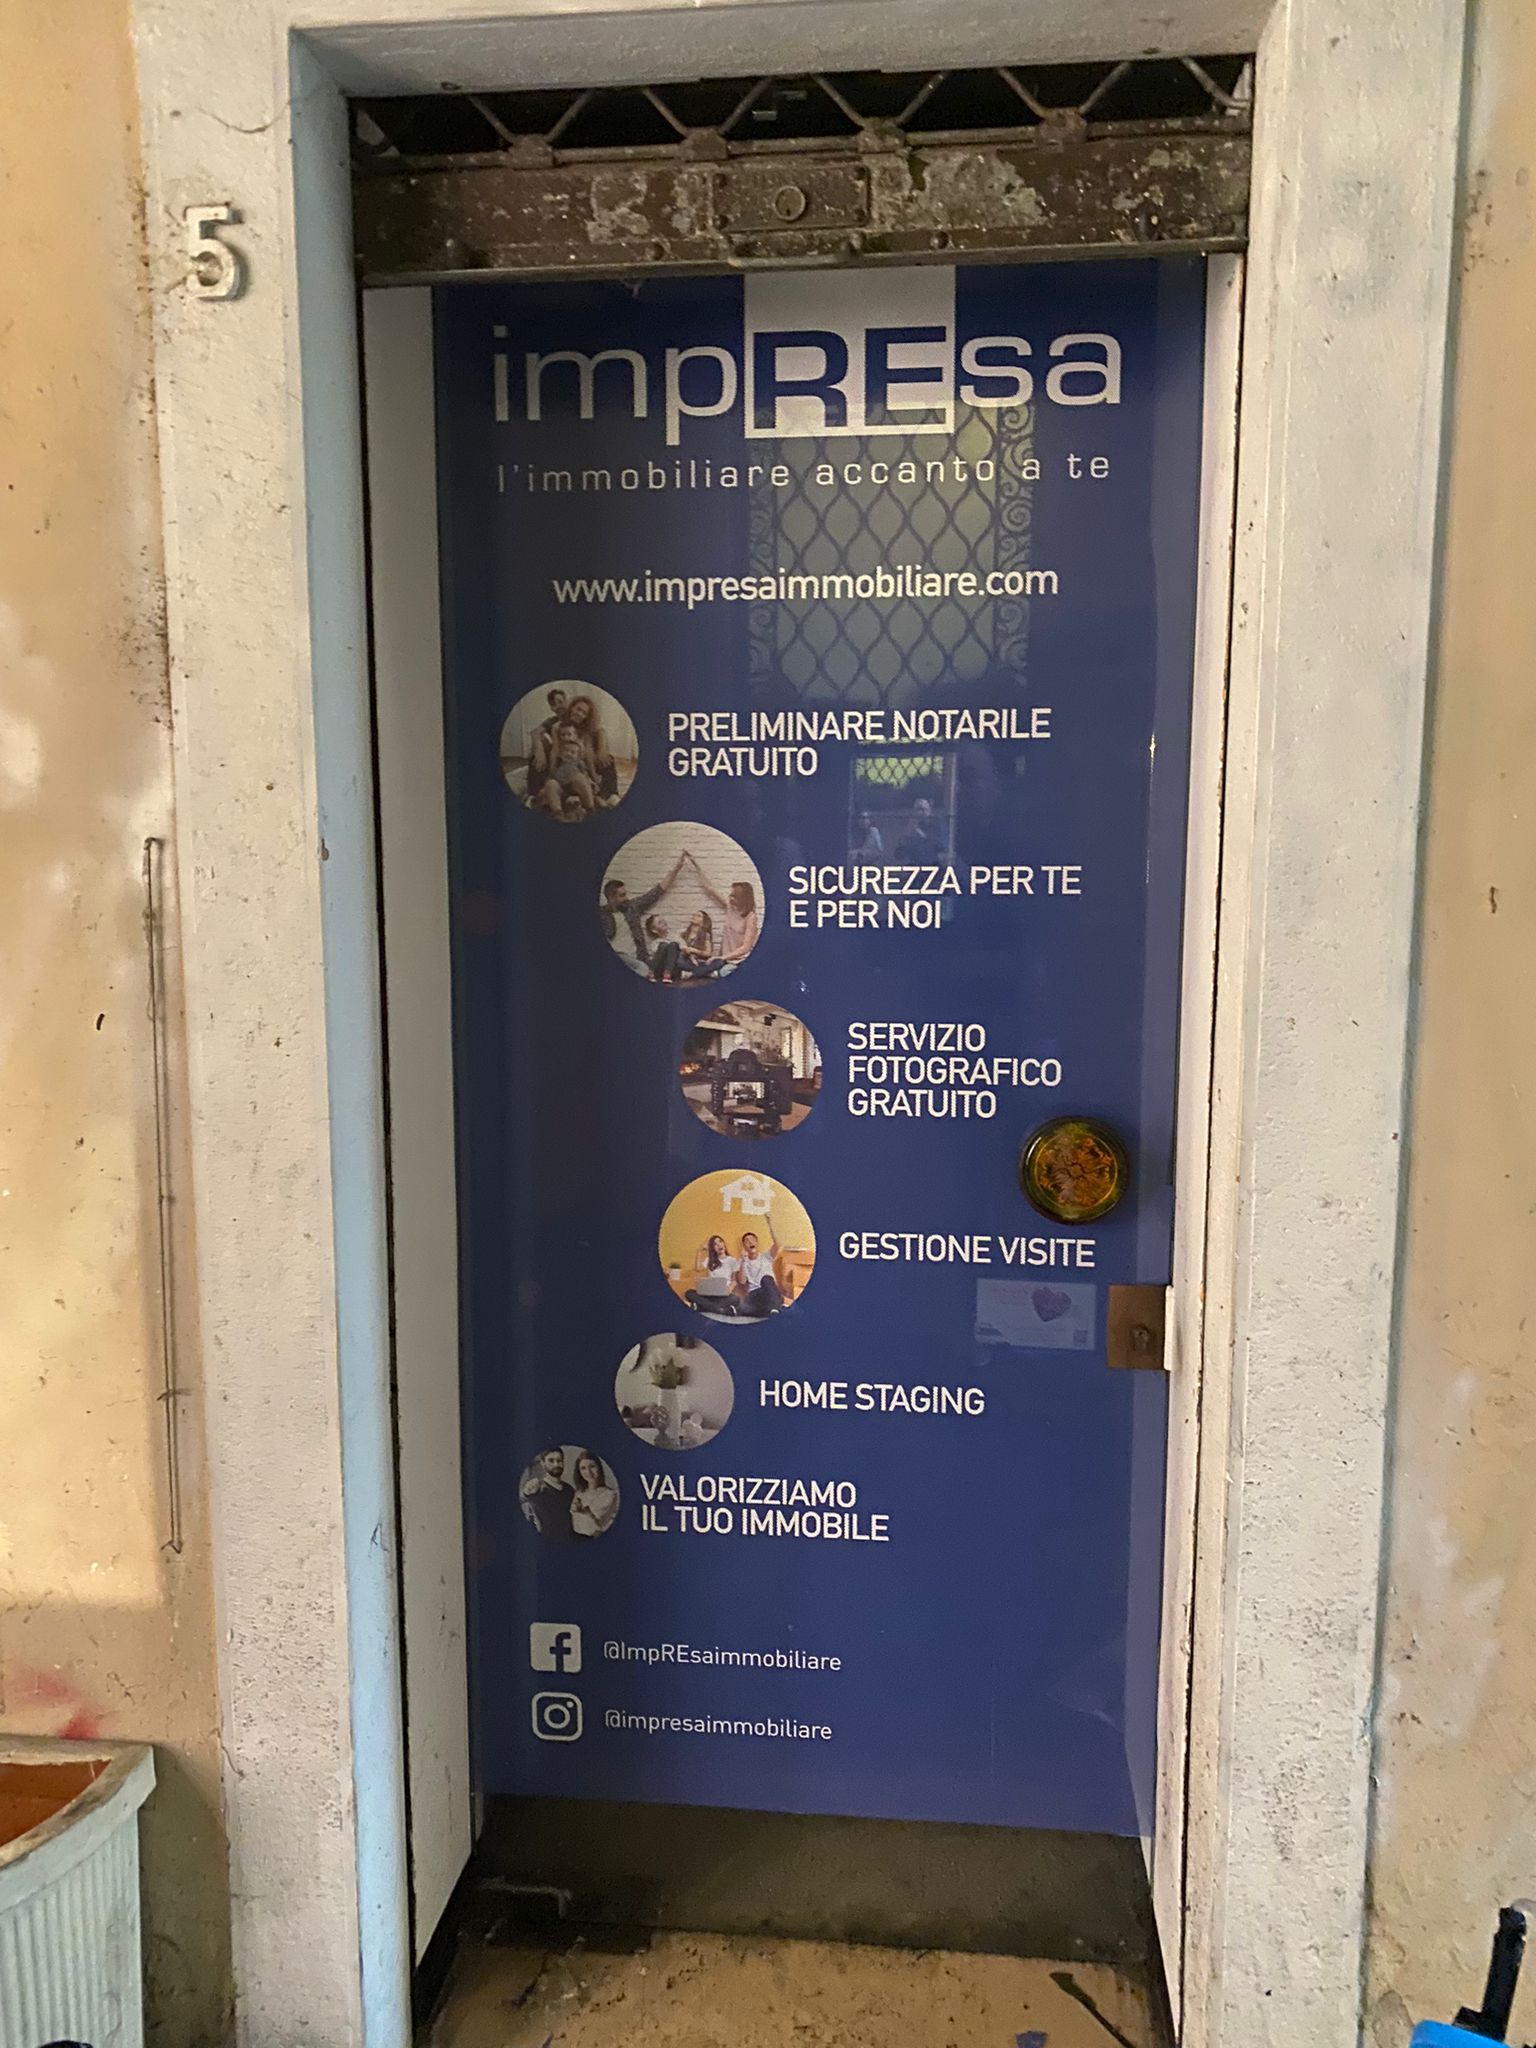 5
impREsa
l'immobiliare accanto a te
www.impresaimmobiliare.com
PRELIMINARE NOTARILE
GRATUITO
SICUREZZA PER TE
E PER NOI
SERVIZIO
FOTOGRAFICO
GRATUITO
GESTIONE VISITE
HOME STAGING
VALORIZZIAMO
IL TUO IMMOBILE
@ImpREsaimmobiliare
@impresaimmobiliare